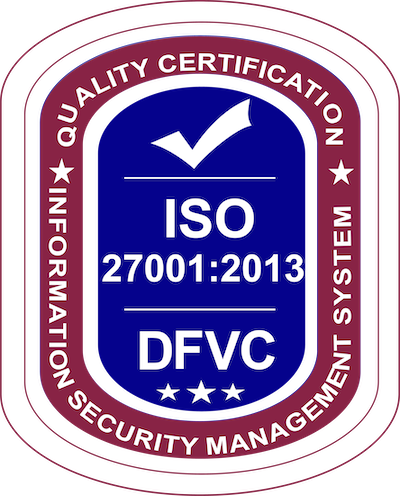 QUALITY CERTIFICATION
ISO
27001:2013
DFVC
INFORMATION SECURITY MANAGEMENT SYSTEM